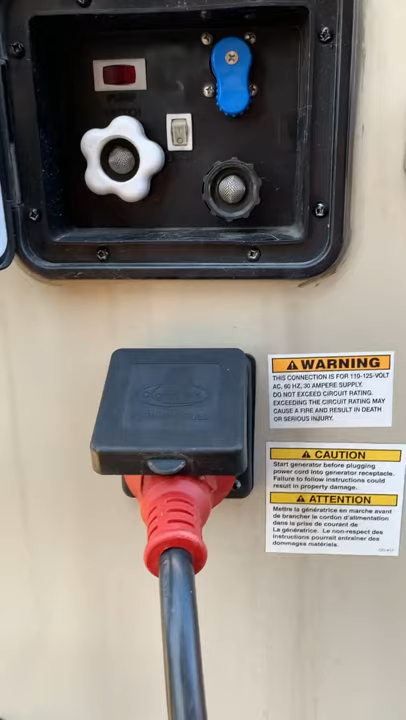 PUMP
WARNING
THIS CONNECTION IS FOR 110-125-VOLT
AC, 60 HZ, 30 AMPERE SUPPLY.
DO NOT EXCEED CIRCUIT RATING.
EXCEEDING THE CIRCUIT RATING MAY
CAUSE A FIRE AND RESULT IN DEATH
OR SERIOUS INJURY.
CAUTION
Start generator before plugging
power cord into generator receptacle.
Failure to follow instructions could
result in property damage.
ATTENTION
Mettre la génératrice en marche avant
de brancher le cordon d'alimentation
dans la prise de courant de
La génératrice. Le non-respect des
instructions pourrait entraîner des
dommages matériels.